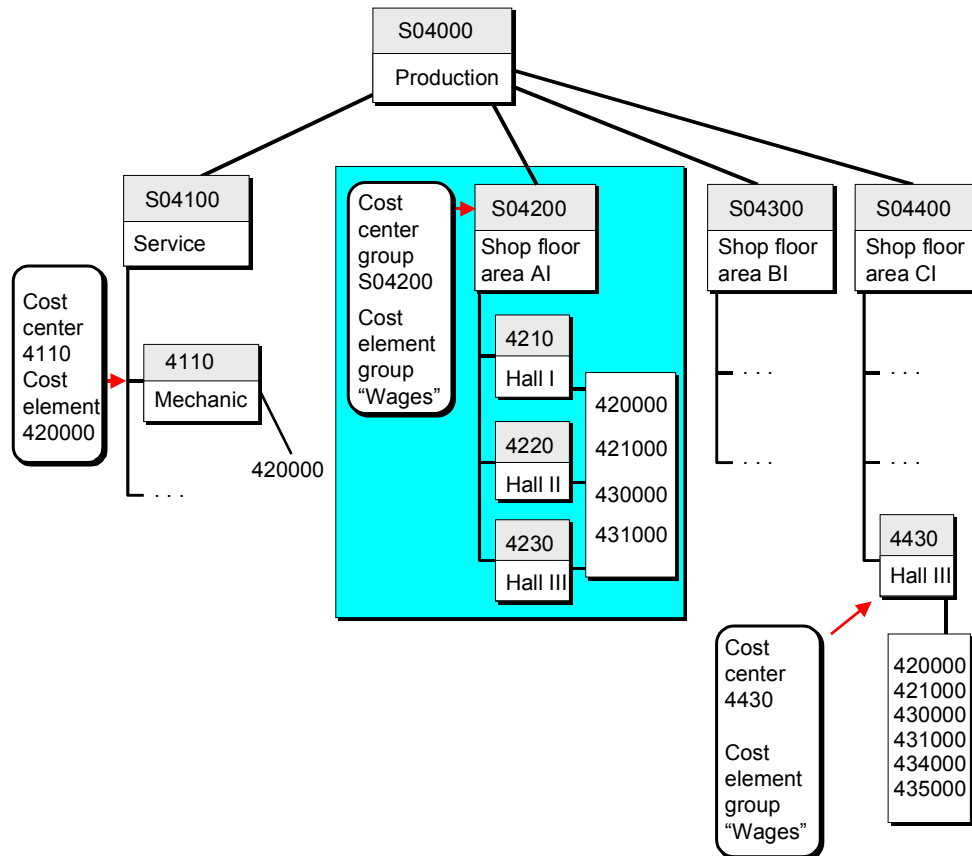 S04000
Production
S04100
Service
Cost
center
4110
Cost
element
420000
4110
Mechanic
420000
. . .
Cost
center
group
S04200
Cost
element
group
“Wages”
S04200
Shop floor
area AI
4210
Hall I
4220
Hall II
4230
Hall III
420000
421000
430000
431000
S04300
Shop floor
area BI
. . .
. . .
S04400
Shop floor
area CI
. . .
. . .
4430
Hall III
Cost
center
4430
Cost
element
group
“Wages”
420000
421000
430000
431000
434000
435000